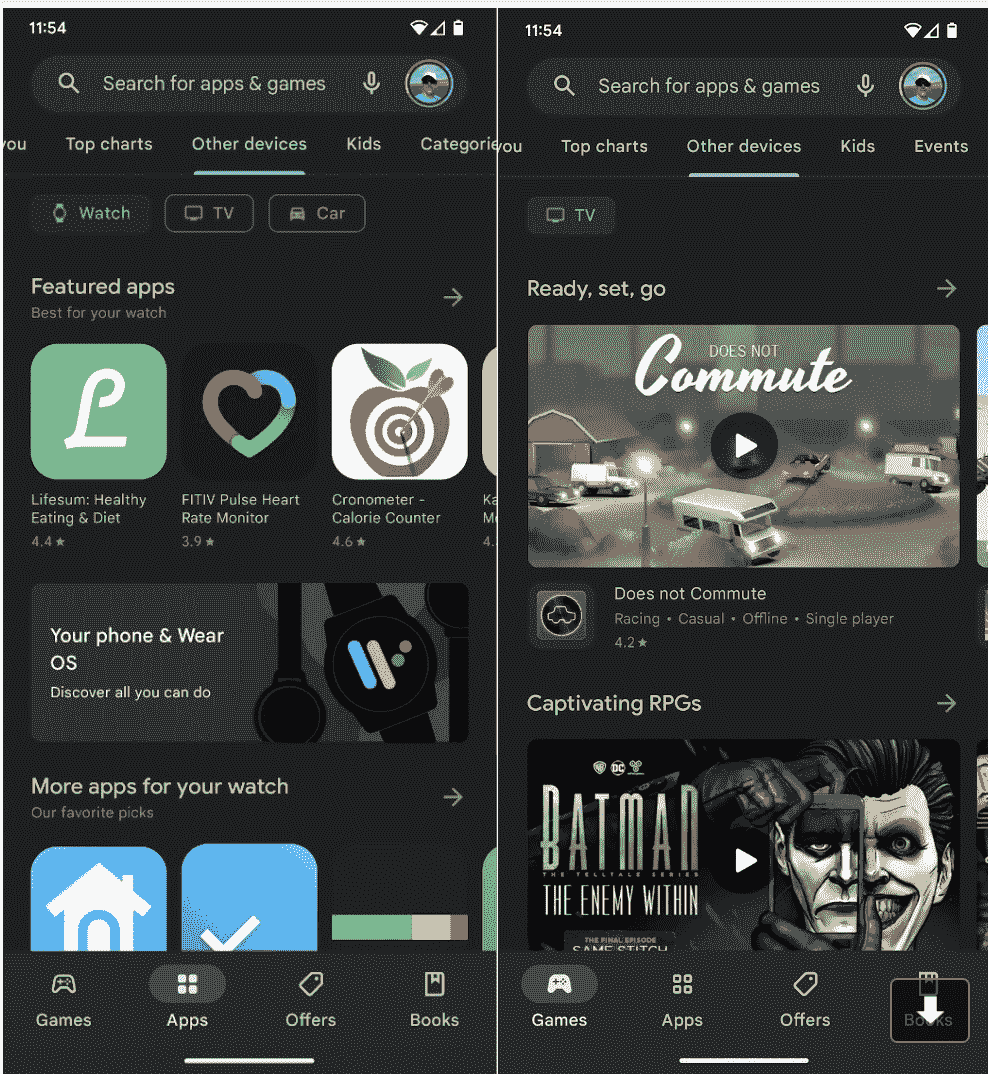 11:54
Search for apps & games
you
Top charts
Other devices
Kids
Categorie
Watch
TV
Car
Featured apps
Best for your watch
L
Lifesum: Healthy
Eating & Diet
4.4★
FITIV Pulse Heart
Rate Monitor
3.9★
Cronometer -
Calorie Counter
4.6★
Ka
Mo
4.
Your phone & Wear
OS
Discover all you can do
More apps for your watch
Our favorite picks
Games
Apps
Offers
Books
11:54
Search for apps & games
you
Top charts
Other devices
Kids
Events
TV
Ready, set, go
DOES NOT
Commute
Does not Commute
Racing • Casual • Offline • Single player
4.2★
Captivating RPGs
DC
BATMAN
THE TELLTALE SERIES
THE ENEMY WITHIN
THE FINAL EPISODE
SAME STITCH
Games
Apps
Offers
Books